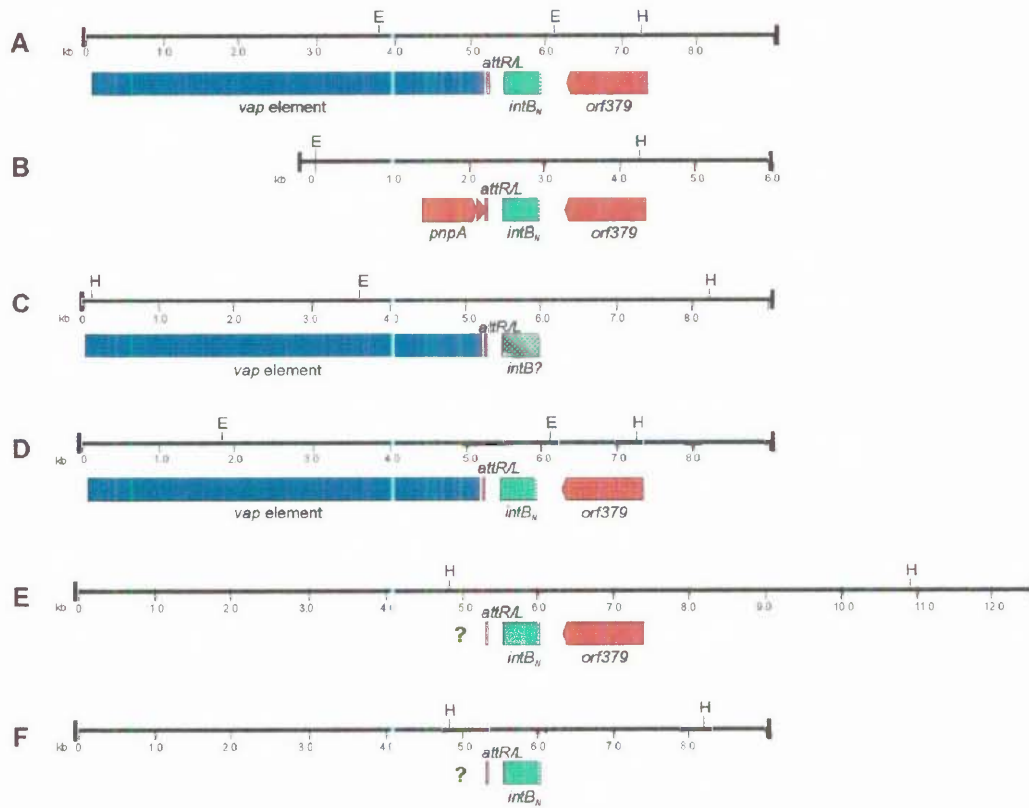 A
E E H
kb 0 1.0 2.0 3.0 4.0 5.0 6.0 7.0 8.0
attR/L
vap element intB_N orf379
B
E H
kb 0 1.0 2.0 3.0 4.0 5.0 6.0
attR/L
pnpA intB_N orf379
C
H E H
kb 0 1.0 2.0 3.0 4.0 5.0 6.0 7.0 8.0
attR/L
vap element intB?
D
E E H
kb 0 1.0 2.0 3.0 4.0 5.0 6.0 7.0 8.0
attR/L
vap element intB_N orf379
E
H H
kb 0 1.0 2.0 3.0 4.0 5.0 6.0 7.0 8.0 9.0 10.0 11.0 12.0
attR/L
?
intB_N orf379
F
H H
kb 0 1.0 2.0 3.0 4.0 5.0 6.0 7.0 8.0
attR/L
?
intB_N